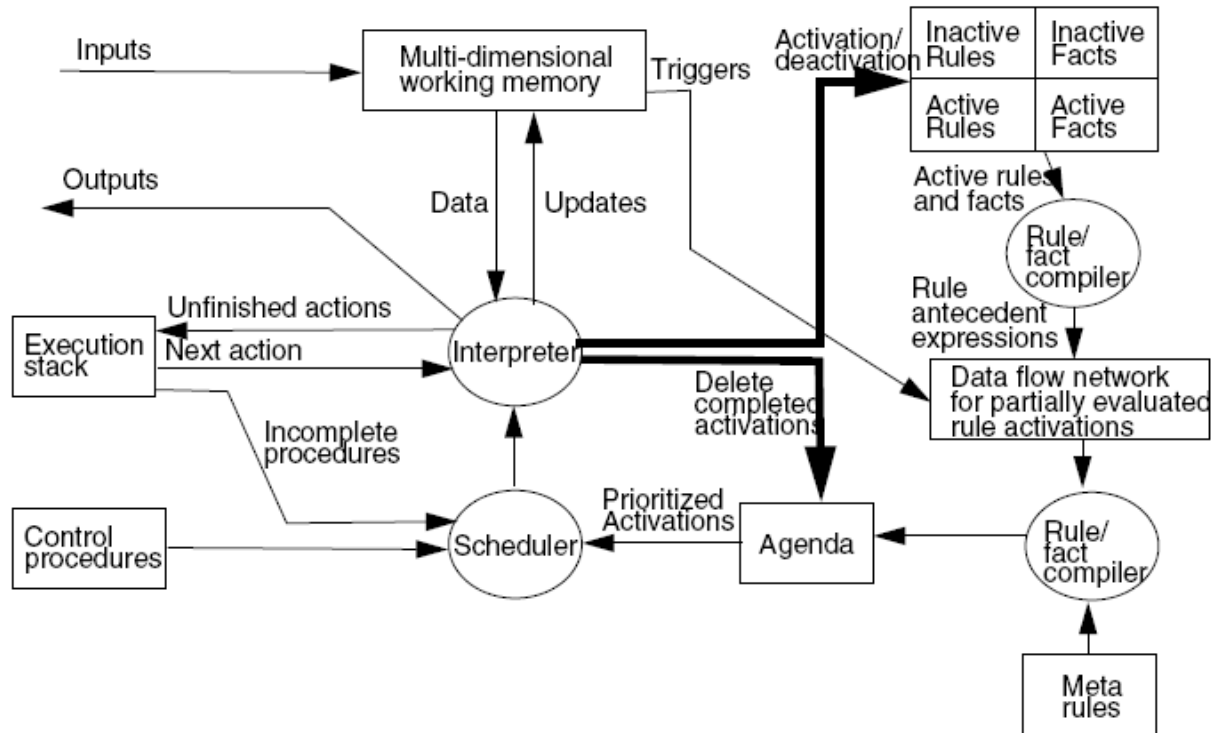 Inputs
Multi-dimensional
working memory
Triggers
Activation/
deactivation
Inactive
Rules
Inactive
Facts
Active
Rules
Active
Facts
Outputs
Data
Updates
Active rules
and facts
Rule/
fact
compiler
Unfinished actions
Execution
stack
Next action
Interpreter
Rule
antecedent
expressions
Delete
completed
activations
Data flow network
for partially evaluated
rule activations
Incomplete
procedures
Control
procedures
Scheduler
Prioritized
Activations
Agenda
Rule/
fact
compiler
Meta
rules